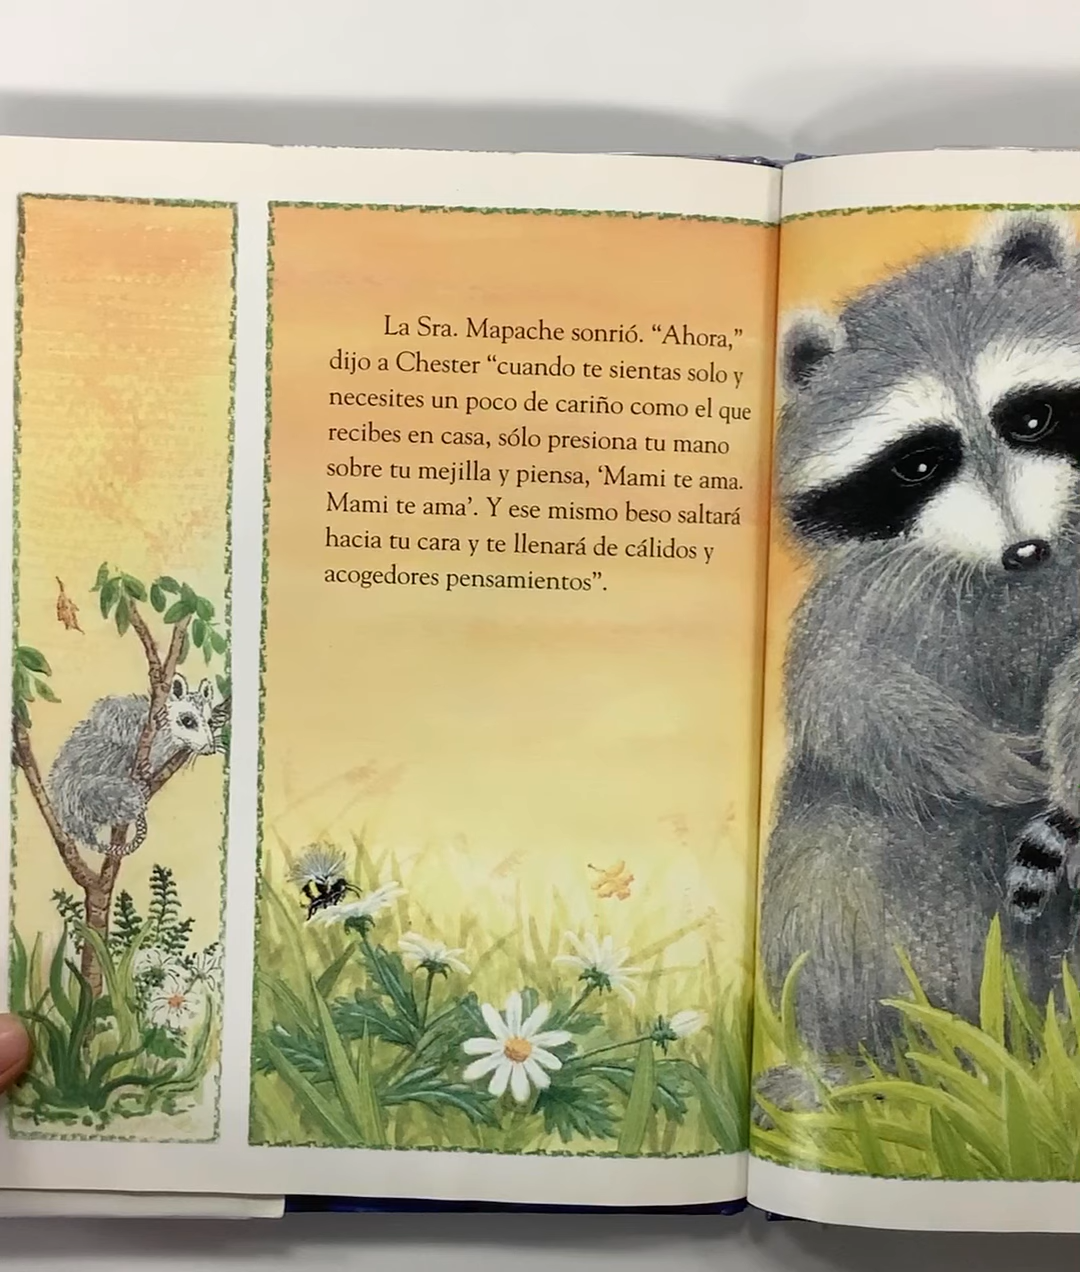 La Sra. Mapache sonrió. “Ahora,”
dijo a Chester “cuando te sientas solo y
necesites un poco de cariño como el que
recibes en casa, sólo presiona tu mano
sobre tu mejilla y piensa, ‘Mami te ama.
Mami te ama’. Y ese mismo beso saltará
hacia tu cara y te llenará de cálidos y
acogedores pensamientos”.